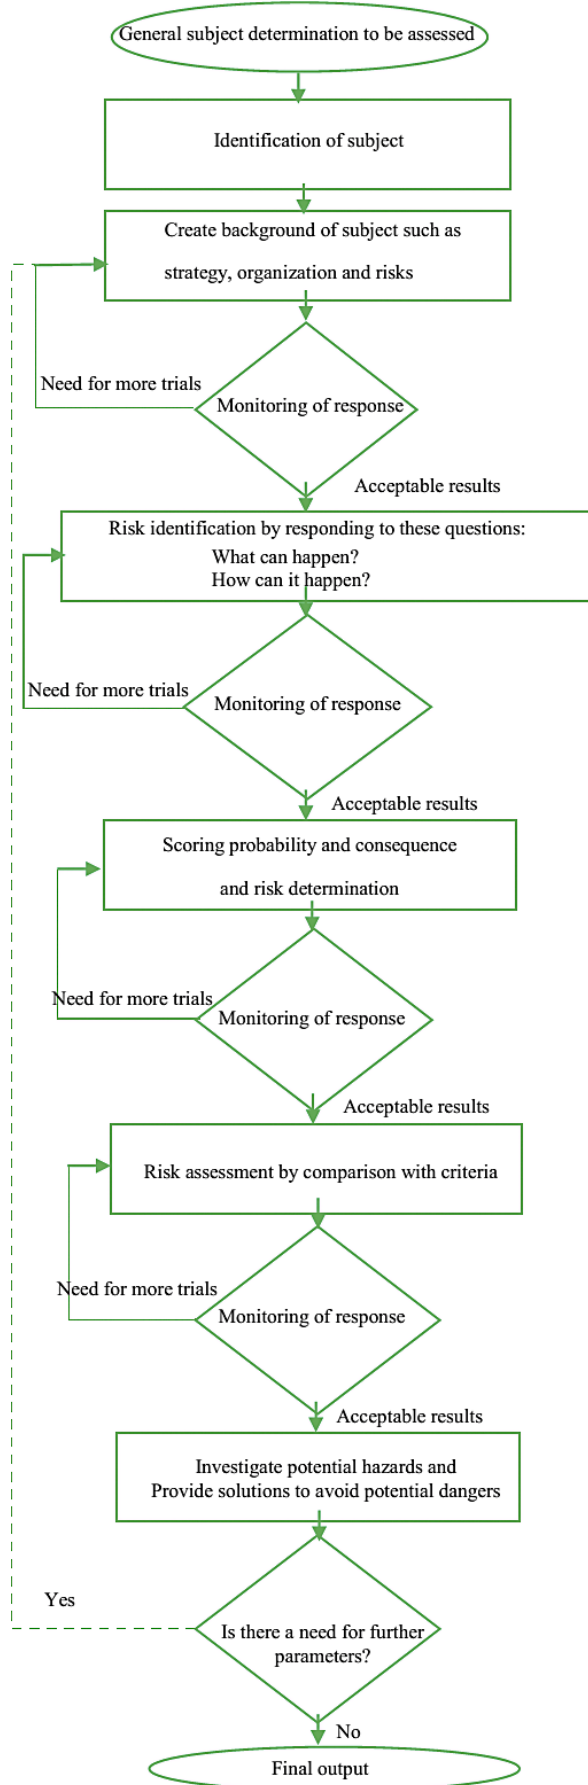 General subject determination to be assessed
Identification of subject
Create background of subject such as
strategy, organization and risks
Need for more trials
Monitoring of response
Acceptable results
Risk identification by responding to these questions:
What can happen?
How can it happen?
Need for more trials
Monitoring of response
Acceptable results
Scoring probability and consequence
and risk determination
Need for more trials
Monitoring of response
Acceptable results
Risk assessment by comparison with criteria
Need for more trials
Monitoring of response
Acceptable results
Investigate potential hazards and
Provide solutions to avoid potential dangers
Yes
Is there a need for further
parameters?
No
Final output